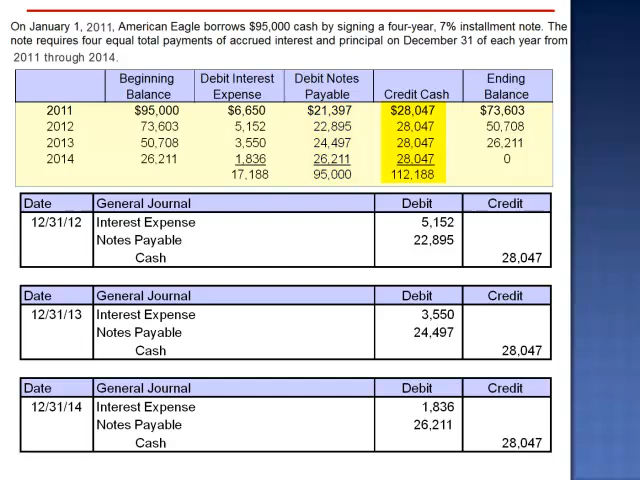 On January 1, 2011, American Eagle borrows $95,000 cash by signing a four-year, 7% installment note. The
note requires four equal total payments of accrued interest and principal on December 31 of each year from
2011 through 2014.
Beginning Debit Interest Debit Notes Ending
Balance Expense Payable Credit Cash Balance
2011 $95,000 $6,650 $21,397 $28,047 $73,603
2012 73,603 5,152 22,895 28,047 50,708
2013 50,708 3,550 24,497 28,047 26,211
2014 26,211 1,836 26,211 28,047 0
17,188 95,000 112,188
Date General Journal Debit Credit
12/31/12 Interest Expense 5,152
Notes Payable 22,895
Cash 28,047
Date General Journal Debit Credit
12/31/13 Interest Expense 3,550
Notes Payable 24,497
Cash 28,047
Date General Journal Debit Credit
12/31/14 Interest Expense 1,836
Notes Payable 26,211
Cash 28,047